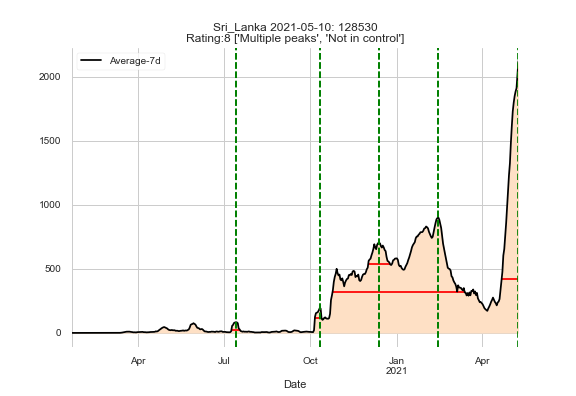 Sri_Lanka 2021-05-10: 128530
Rating:8 ['Multiple peaks', 'Not in control']
Average-7d
2000
1500
1000
500
0
Apr
Jul
Oct
Jan
2021
Apr
Date